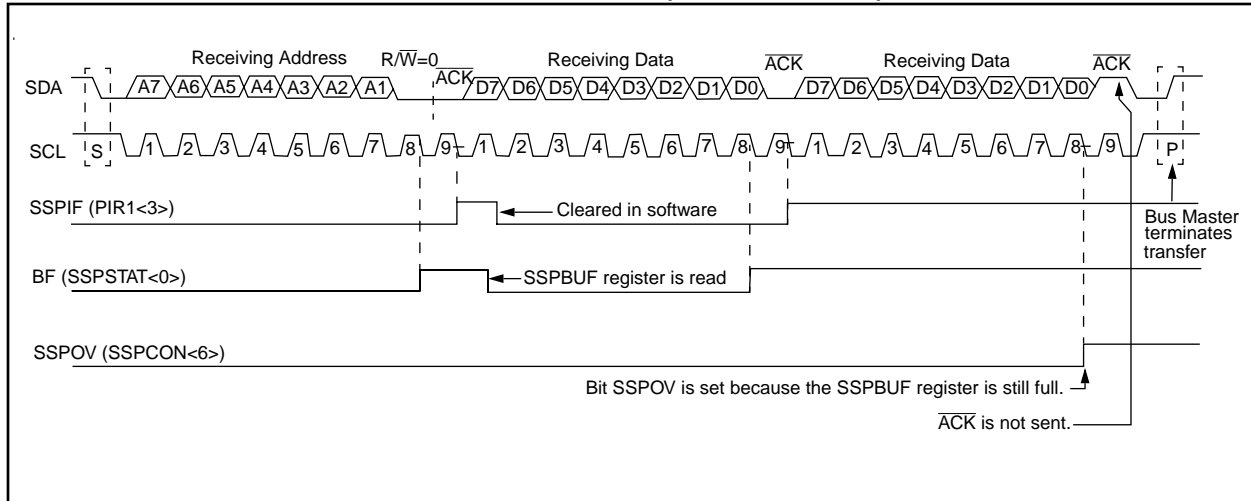 Receiving Address R/W=0 Receiving Data ACK Receiving Data ACK
SDA A7 A6 A5 A4 A3 A2 A1 ACK D7 D6 D5 D4 D3 D2 D1 D0 D7 D6 D5 D4 D3 D2 D1 D0
SCL S 1 2 3 4 5 6 7 8 9 1 2 3 4 5 6 7 8 9 1 2 3 4 5 6 7 8 9 P
SSPIF (PIR1<3>) Cleared in software
Bus Master
terminates
transfer
BF (SSPSTAT<0>) SSPBUF register is read
SSPOV (SSPCON<6>)
Bit SSPOV is set because the SSPBUF register is still full.
ACK is not sent.